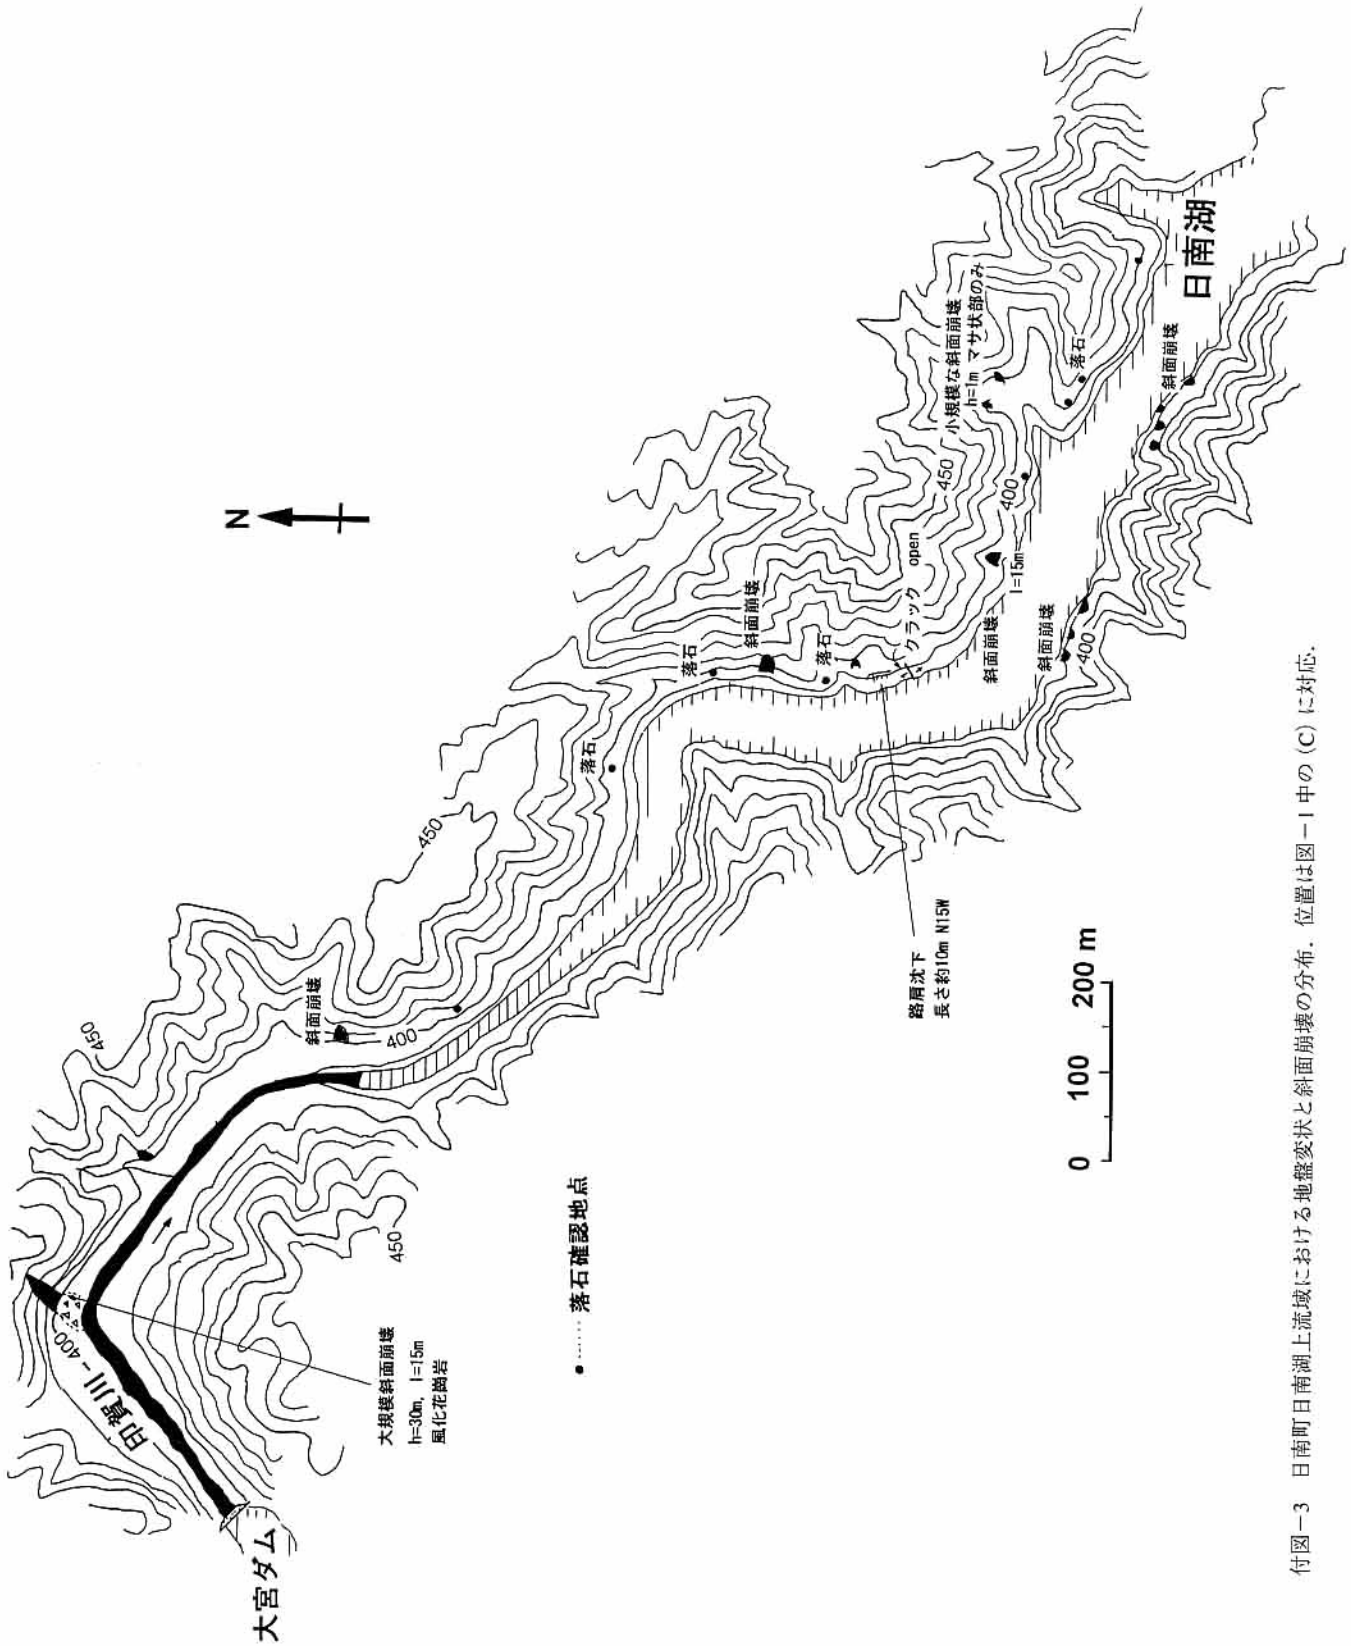 N
450
斜面崩壊
400
450
落石
落石
斜面崩壊
落石
クラック open
450
小規模な斜面崩壊
h=1m マサ状部のみ
400
l=15m
斜面崩壊
落石
日南湖
斜面崩壊
斜面崩壊
400
路肩沈下
長さ約10m N15W
大宮ダム
印賀川
400
450
大規模斜面崩壊
h=30m, l=15m
風化花崗岩
●……落石確認地点
0 100 200 m
付図-3 日南町日南湖上流域における地盤変状と斜面崩壊の分布.位置は図-1中の(C)に対応.